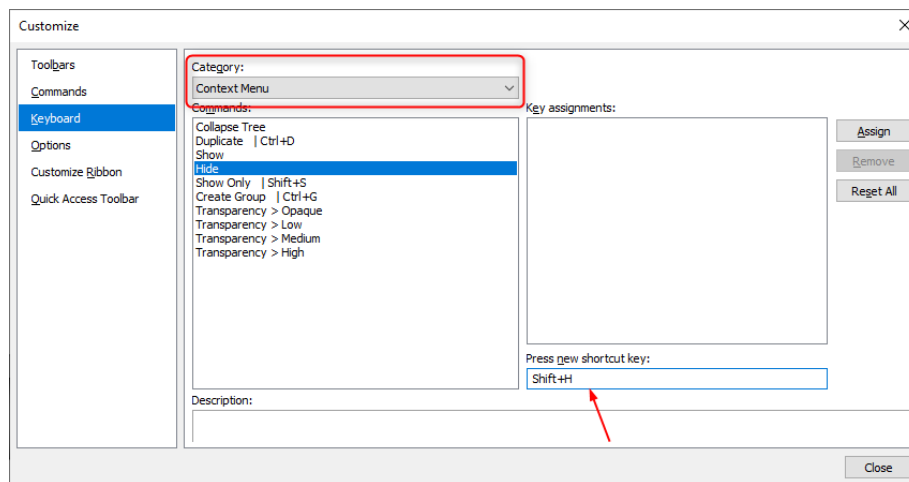 Customize
Toolbars
Commands
Keyboard
Options
Customize Ribbon
Quick Access Toolbar
Category:
Context Menu
Commands:
Collapse Tree
Duplicate | Ctrl+D
Show
Hide
Show Only | Shift+S
Create Group | Ctrl+G
Transparency > Opaque
Transparency > Low
Transparency > Medium
Transparency > High
Key assignments:
Assign
Remove
Reset All
Press new shortcut key:
Shift+H
Description:
Close